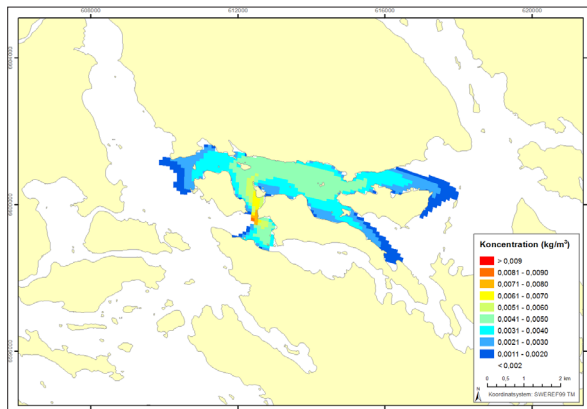 608000 612000 616000 620000
Koncentration (kg/m³)
> 0,009
0,0081 - 0,0090
0,0071 - 0,0080
0,0061 - 0,0070
0,0051 - 0,0060
0,0041 - 0,0050
0,0031 - 0,0040
0,0021 - 0,0030
0,0011 - 0,0020
< 0,002
0 0,5 1 2 km
N
Koordinatsystem: SWEREF99 TM